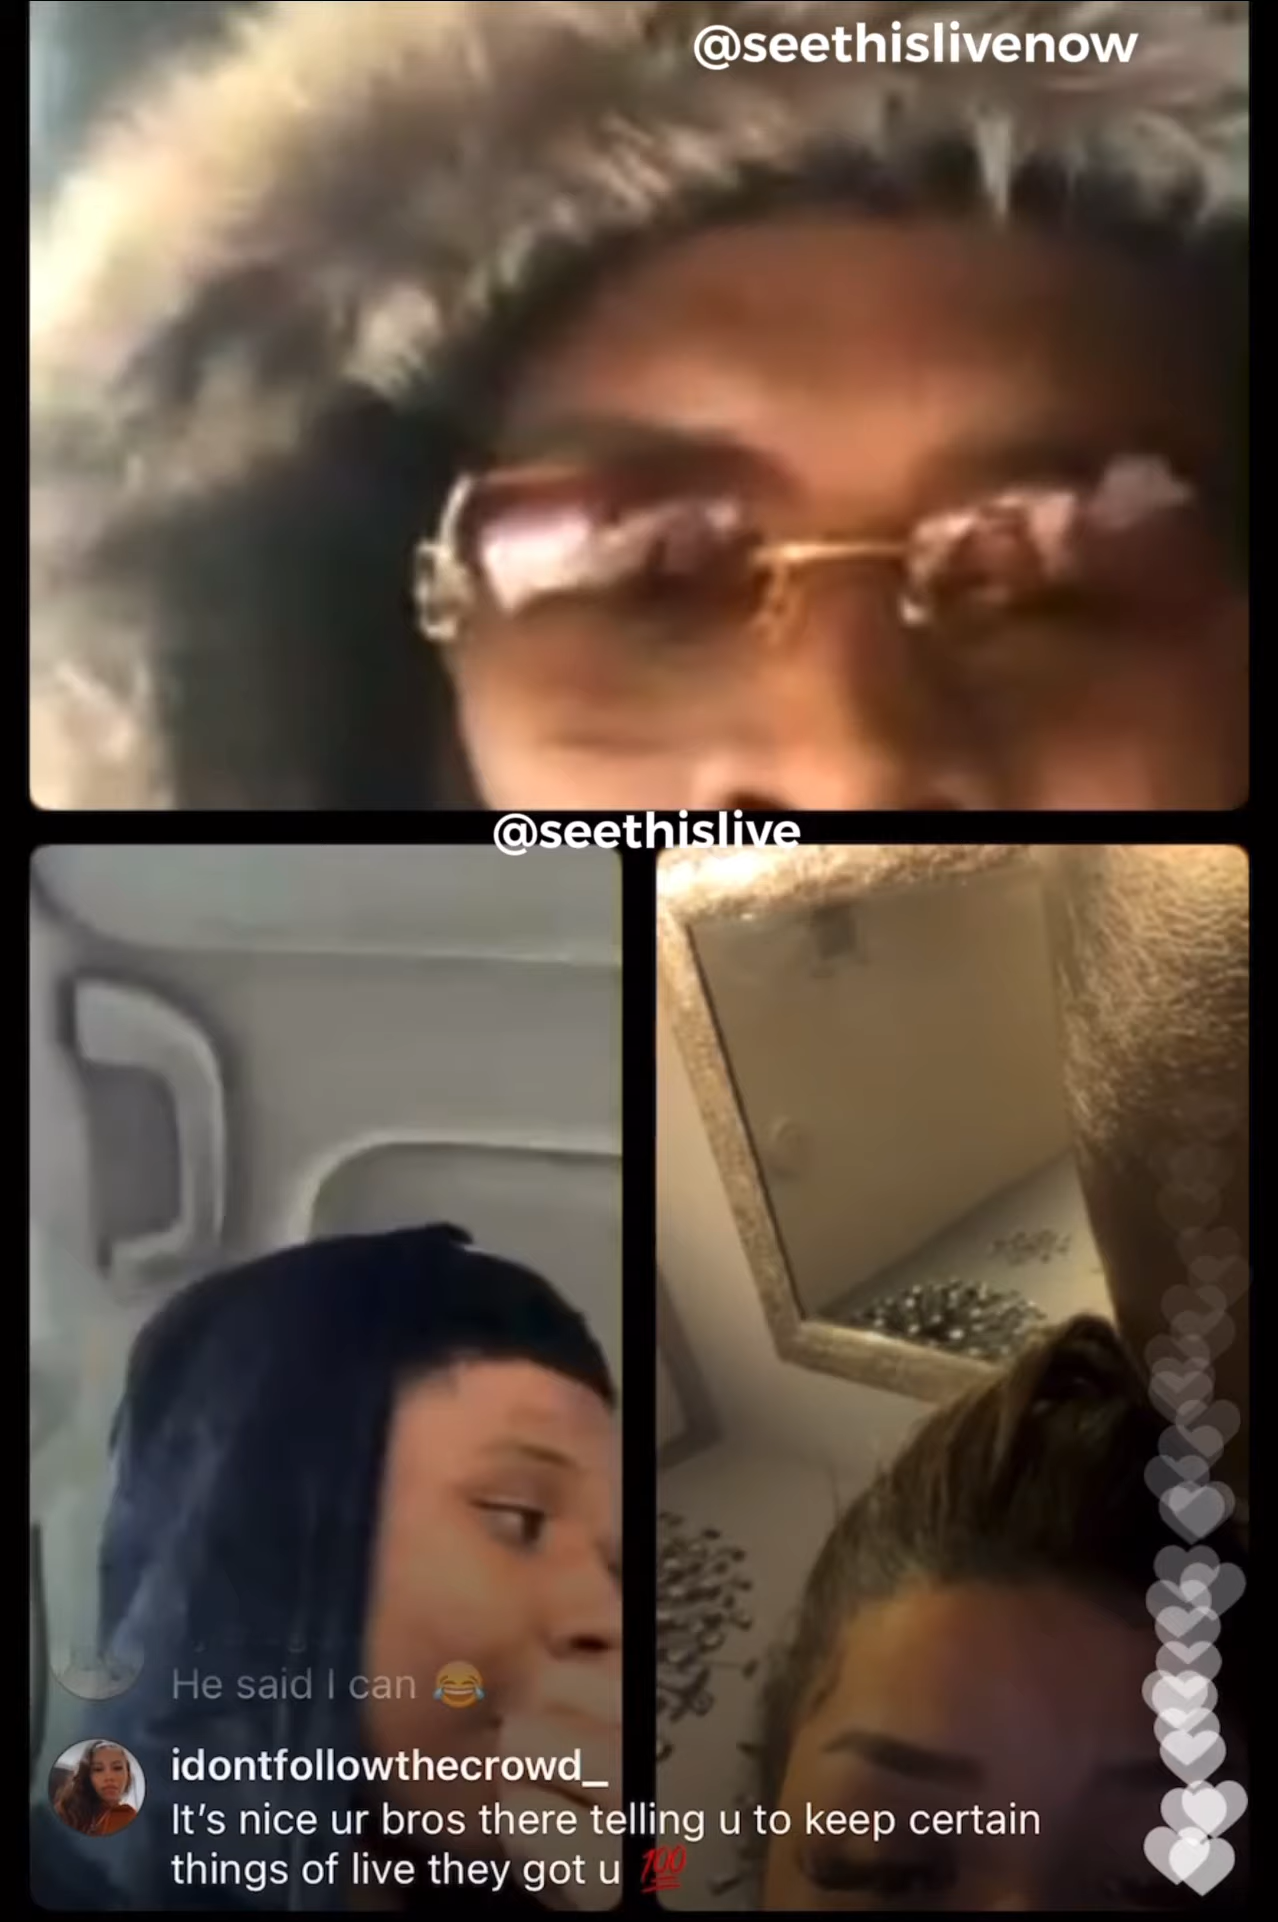 @seethislivenow
@seethislive
He said I can 😂
idontfollowthecrowd_
It's nice ur bros there telling u to keep certain
things of live they got u 💯